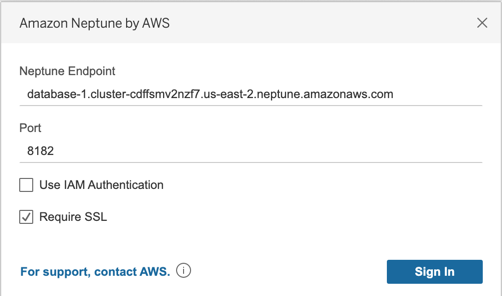 Amazon Neptune by AWS
Neptune Endpoint
database-1.cluster-cdffsmv2nzf7.us-east-2.neptune.amazonaws.com
Port
8182
Use IAM Authentication
Require SSL
For support, contact AWS.
Sign In